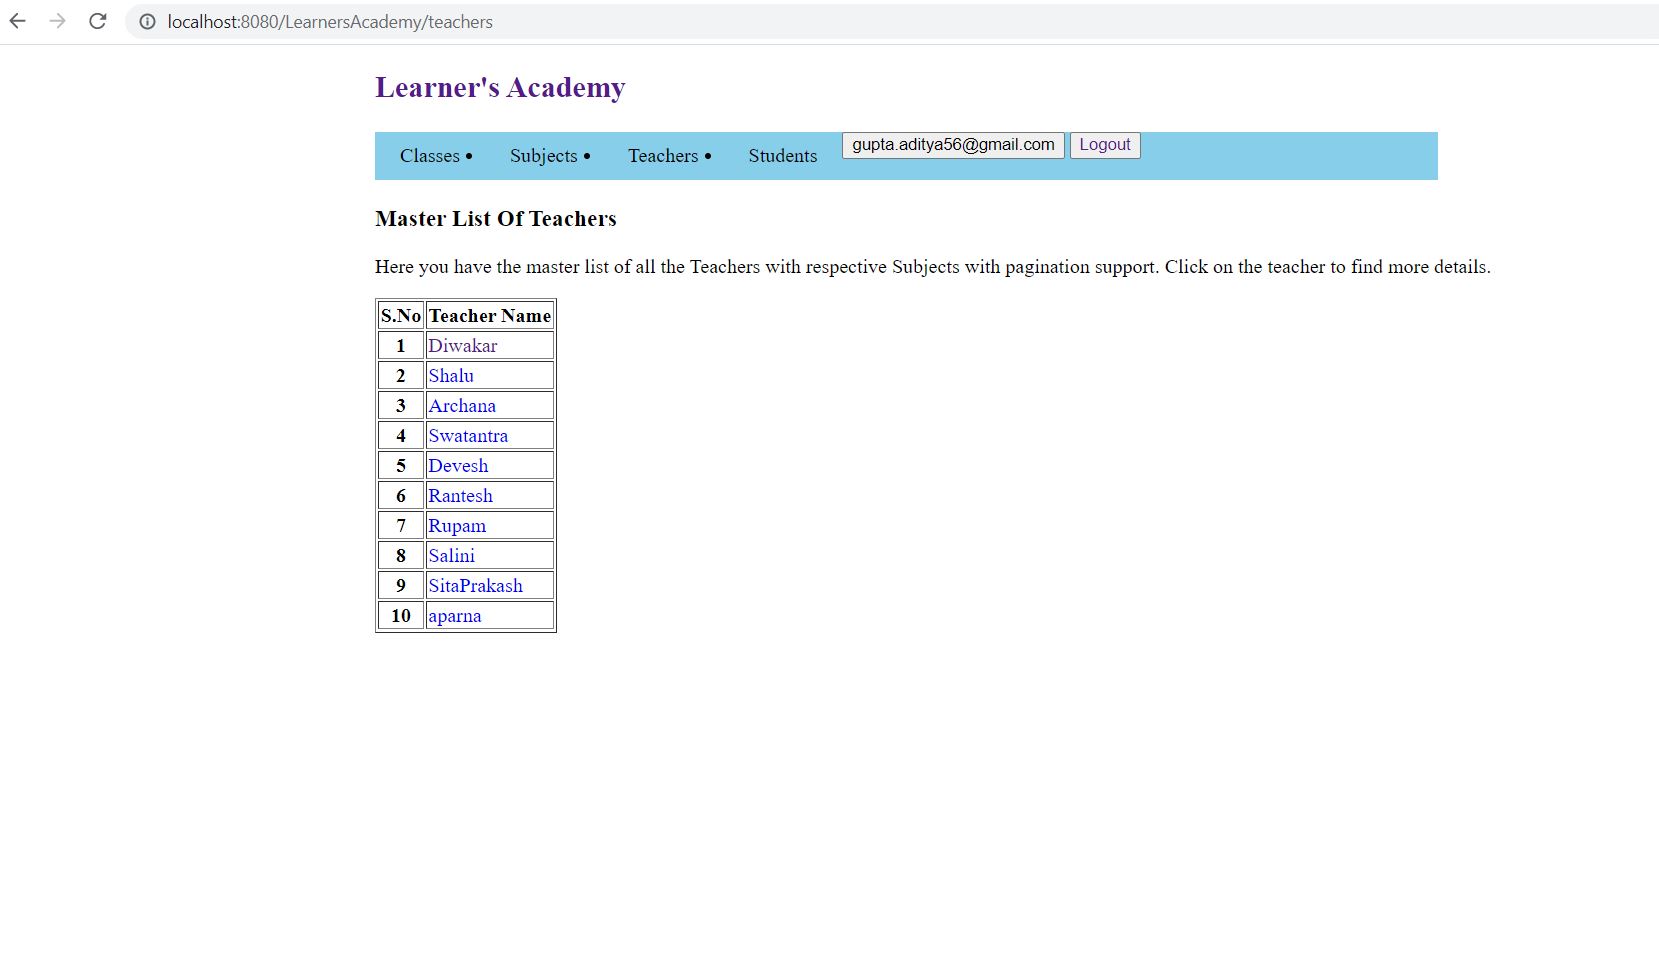 localhost:8080/LearnersAcademy/teachers
Learner's Academy
Classes • Subjects • Teachers • Students gupta.aditya56@gmail.com Logout
Master List Of Teachers
Here you have the master list of all the Teachers with respective Subjects with pagination support. Click on the teacher to find more details.
S.No Teacher Name
1 Diwakar
2 Shalu
3 Archana
4 Swatantra
5 Devesh
6 Rantesh
7 Rupam
8 Salini
9 SitaPrakash
10 aparna